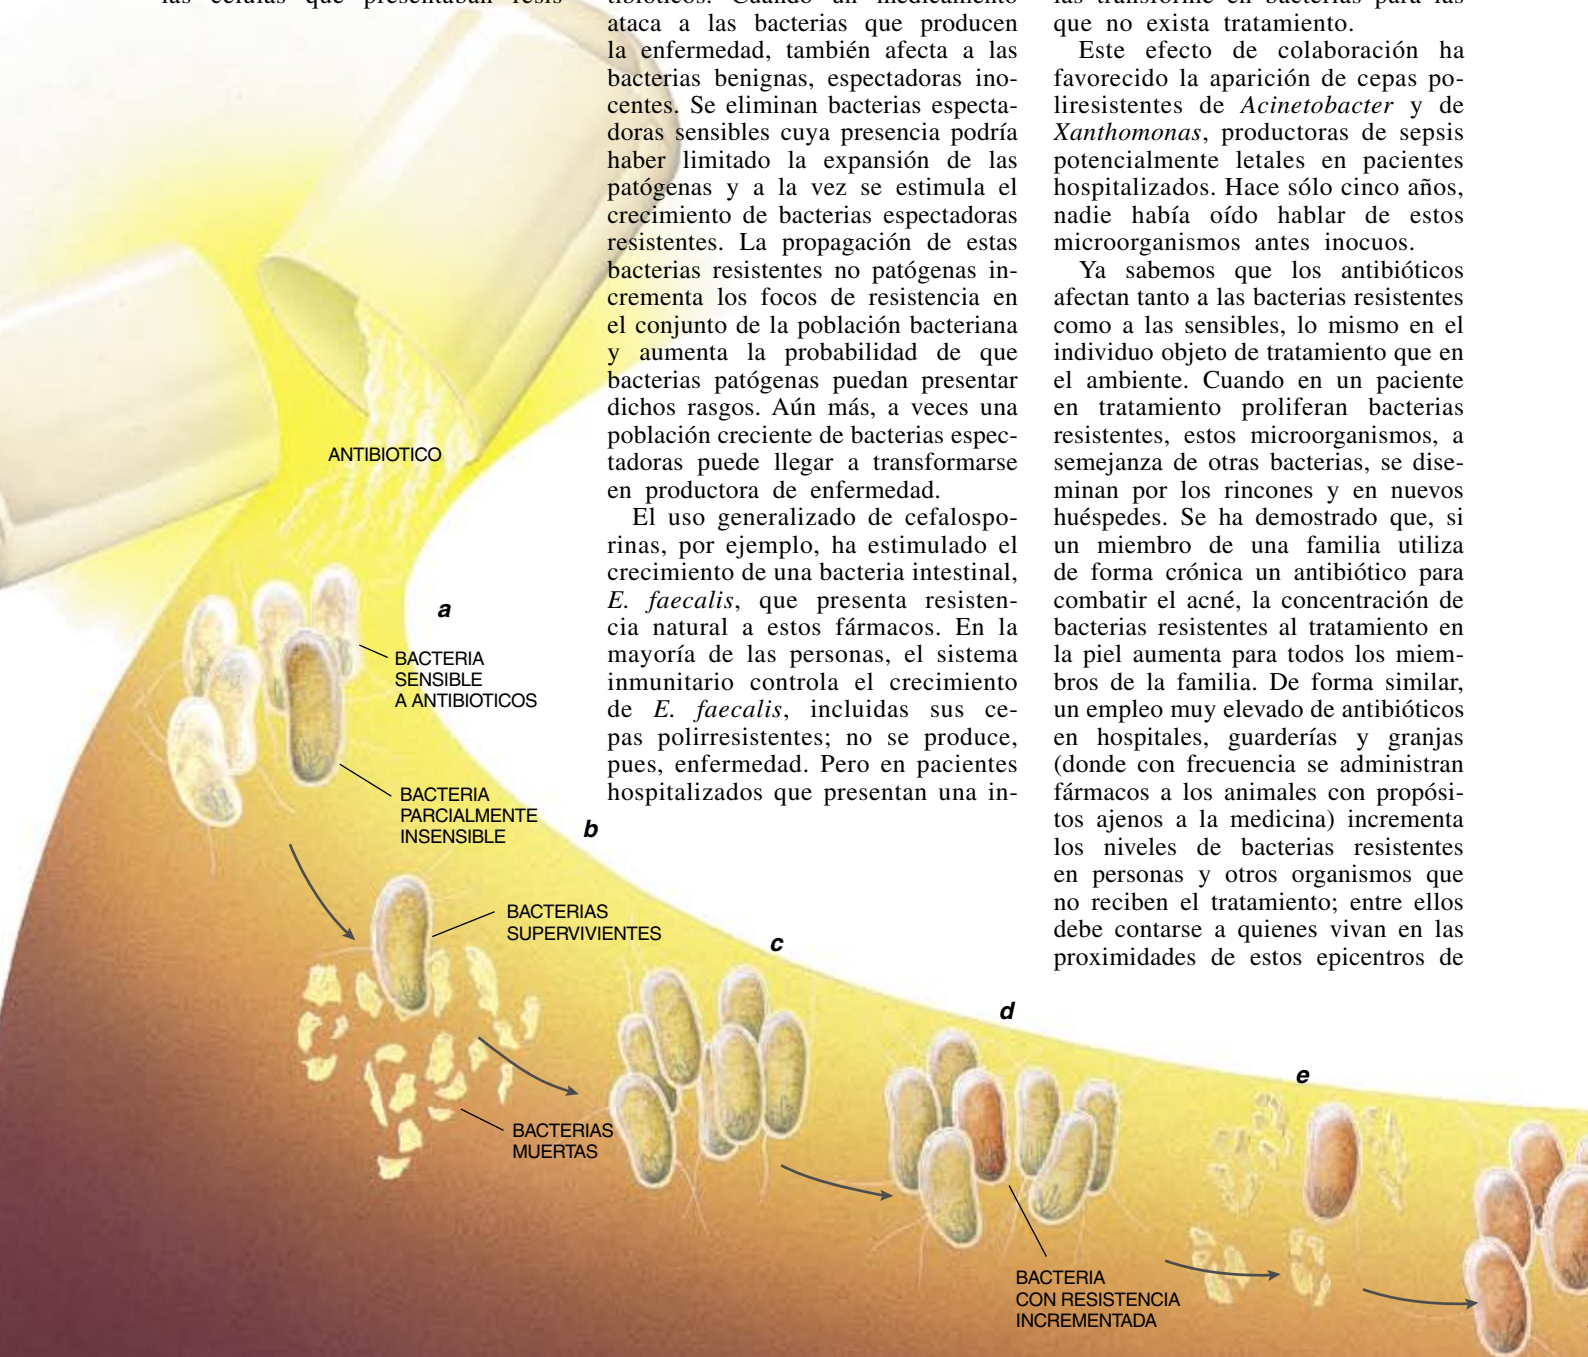 las células que presentaban resis-
tibióticos. Cuando un medicamento
ataca a las bacterias que producen
la enfermedad, también afecta a las
bacterias benignas, espectadoras ino-
centes. Se eliminan bacterias especta-
doras sensibles cuya presencia podría
haber limitado la expansión de las
patógenas y a la vez se estimula el
crecimiento de bacterias espectadoras
resistentes. La propagación de estas
bacterias resistentes no patógenas in-
crementa los focos de resistencia en
el conjunto de la población bacteriana
y aumenta la probabilidad de que
bacterias patógenas puedan presentar
dichos rasgos. Aún más, a veces una
población creciente de bacterias espec-
tadoras puede llegar a transformarse
en productora de enfermedad.
El uso generalizado de cefalospo-
rinas, por ejemplo, ha estimulado el
crecimiento de una bacteria intestinal,
E. faecalis, que presenta resisten-
cia natural a estos fármacos. En la
mayoría de las personas, el sistema
inmunitario controla el crecimiento
de E. faecalis, incluidas sus ce-
pas polirresistentes; no se produce,
pues, enfermedad. Pero en pacientes
hospitalizados que presentan una in-
las transforme en bacterias para las
que no exista tratamiento.
Este efecto de colaboración ha
favorecido la aparición de cepas po-
liresistentes de Acinetobacter y de
Xanthomonas, productoras de sepsis
potencialmente letales en pacientes
hospitalizados. Hace sólo cinco años,
nadie había oído hablar de estos
microorganismos antes inocuos.
Ya sabemos que los antibióticos
afectan tanto a las bacterias resistentes
como a las sensibles, lo mismo en el
individuo objeto de tratamiento que en
el ambiente. Cuando en un paciente
en tratamiento proliferan bacterias
resistentes, estos microorganismos, a
semejanza de otras bacterias, se dise-
minan por los rincones y en nuevos
huéspedes. Se ha demostrado que, si
un miembro de una familia utiliza
de forma crónica un antibiótico para
combatir el acné, la concentración de
bacterias resistentes al tratamiento en
la piel aumenta para todos los miem-
bros de la familia. De forma similar,
un empleo muy elevado de antibióticos
en hospitales, guarderías y granjas
(donde con frecuencia se administran
fármacos a los animales con propósi-
tos ajenos a la medicina) incrementa
los niveles de bacterias resistentes
en personas y otros organismos que
no reciben el tratamiento; entre ellos
debe contarse a quienes vivan en las
proximidades de estos epicentros de
ANTIBIOTICO
a
BACTERIA
SENSIBLE
A ANTIBIOTICOS
BACTERIA
PARCIALMENTE
INSENSIBLE
b
BACTERIAS
SUPERVIVIENTES
BACTERIAS
MUERTAS
c
d
BACTERIA
CON RESISTENCIA
INCREMENTADA
e